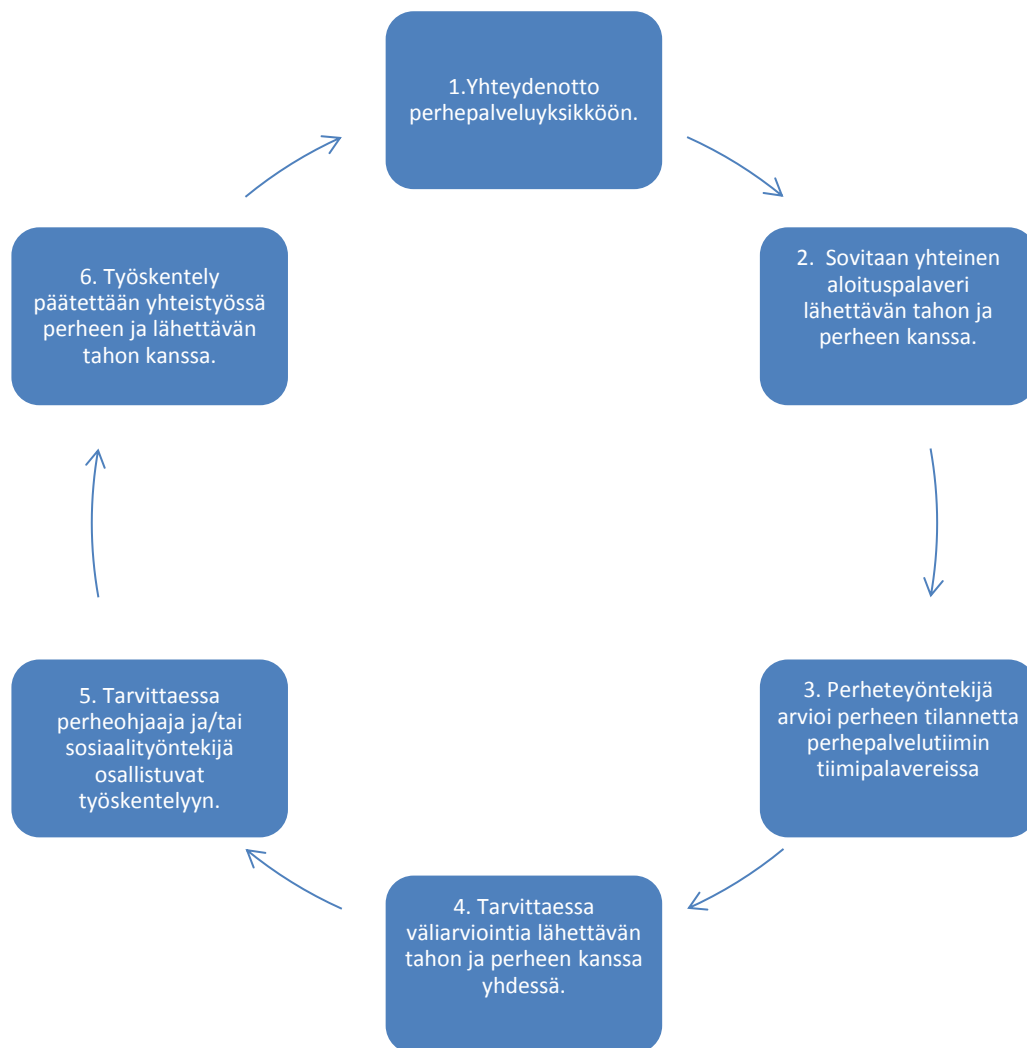 1.Yhteydenotto
perhepalveluyksikköön.
2. Sovitaan yhteinen
aloituspalaveri
lähettävän tahon ja
perheen kanssa.
3. Perheteyöntekijä
arvioi perheen tilannetta
perhepalvelutiimin
tiimipalavereissa
4. Tarvittaessa
väliarviointia lähettävän
tahon ja perheen kanssa
yhdessä.
5. Tarvittaessa
perheohjaaja ja/tai
sosiaalityöntekijä
osallistuvat
työskentelyyn.
6. Työskentely
päätettään yhteistyössä
perheen ja lähettävän
tahon kanssa.